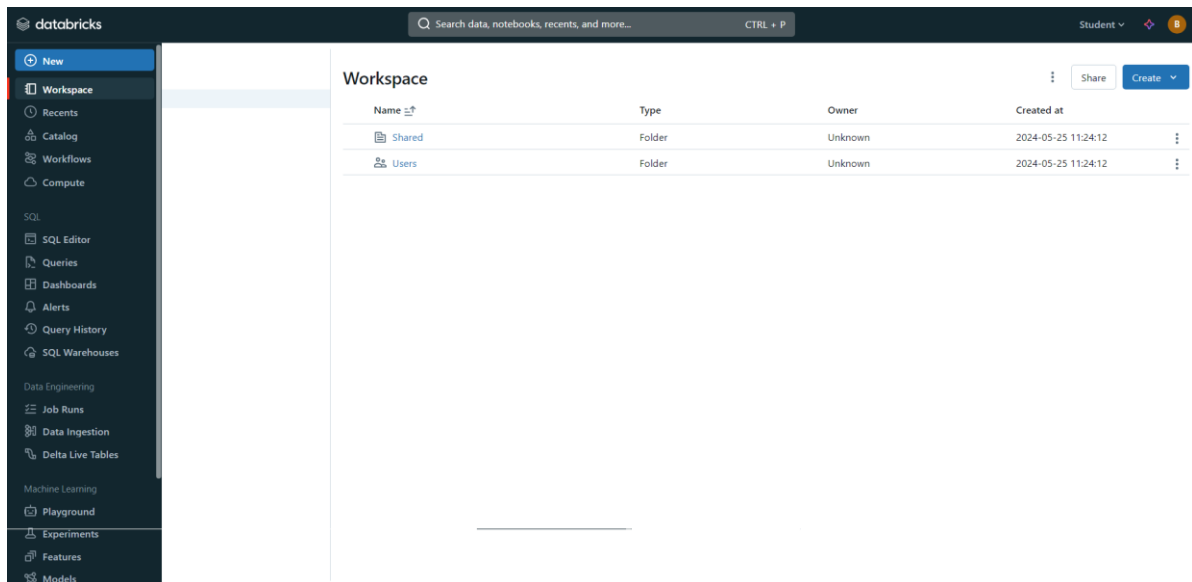 databricks
Search data, notebooks, recents, and more... CTRL + P
Student
B
New
Workspace
Recents
Catalog
Workflows
Compute
SQL
SQL Editor
Queries
Dashboards
Alerts
Query History
SQL Warehouses
Data Engineering
Job Runs
Data Ingestion
Delta Live Tables
Machine Learning
Playground
Experiments
Features
Models
Workspace
Share
Create
Name Type Owner Created at
Shared Folder Unknown 2024-05-25 11:24:12
Users Folder Unknown 2024-05-25 11:24:12